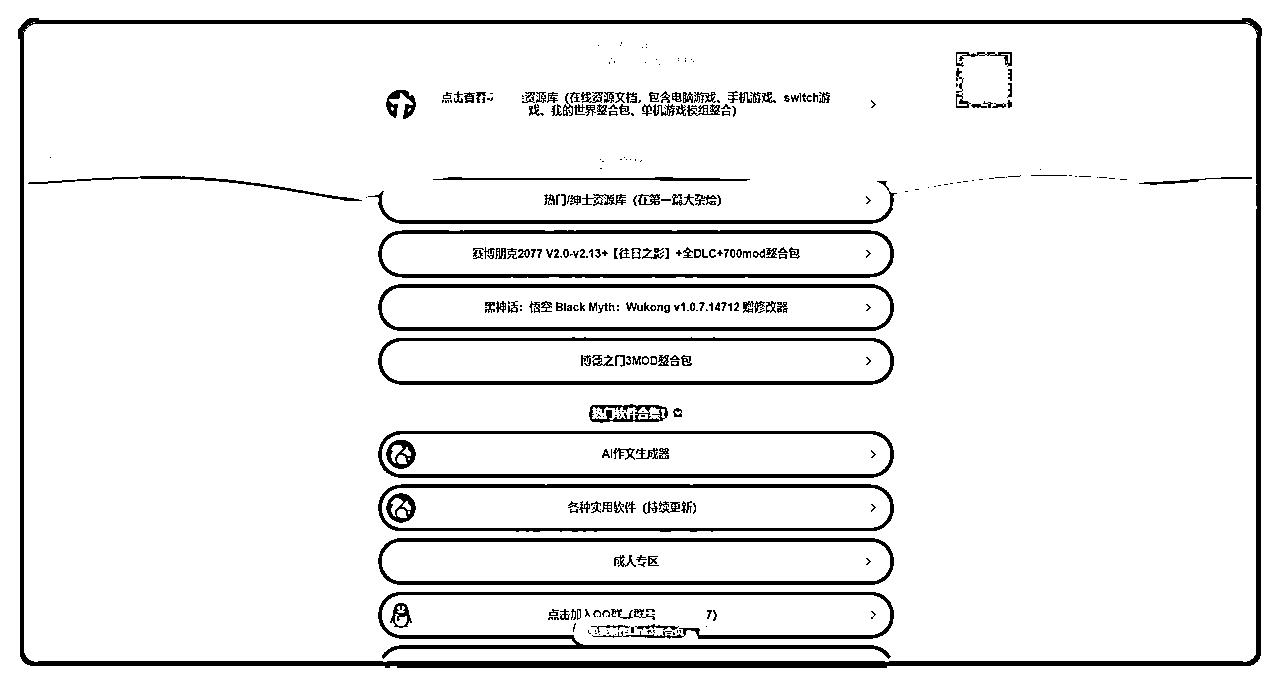 点击查看
资源库（在线资源文档，包含电脑游戏、手机游戏、switch游
戏、我的世界整合包、单机游戏模组整合）
热门/绅士资源库（在第一篇大杂烩）
赛博朋克2077 V2.0-v2.13+【往日之影】+全DLC+700mod整合包
黑神话：悟空 Black Myth：Wukong v1.0.7.14712 赠修改器
博德之门3MOD整合包
热门软件合集！
AI作文生成器
各种实用软件（持续更新）
成人专区
点击加入QQ群（群号 7）